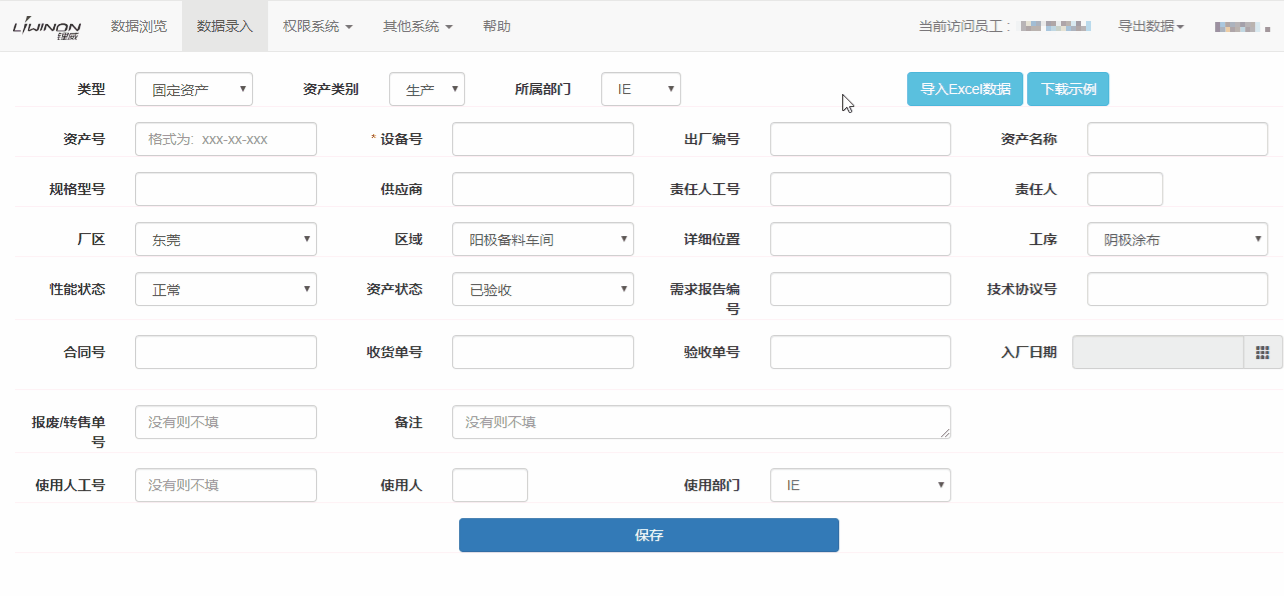 LIWINON 锂威 数据浏览 数据录入 权限系统 其他系统 帮助 当前访问员工： 导出数据
类型 固定资产 资产类别 生产 所属部门 IE 导入Excel数据 下载示例
资产号 格式为: xxx-xx-xxx * 设备号 出厂编号 资产名称
规格型号 供应商 责任人工号 责任人
厂区 东莞 区域 阳极备料车间 详细位置 工序 阴极涂布
性能状态 正常 资产状态 已验收 需求报告编
号 技术协议号
合同号 收货单号 验收单号 入厂日期
报废/转售单
号 没有则不填 备注 没有则不填
使用人工号 没有则不填 使用人 使用部门 IE
保存